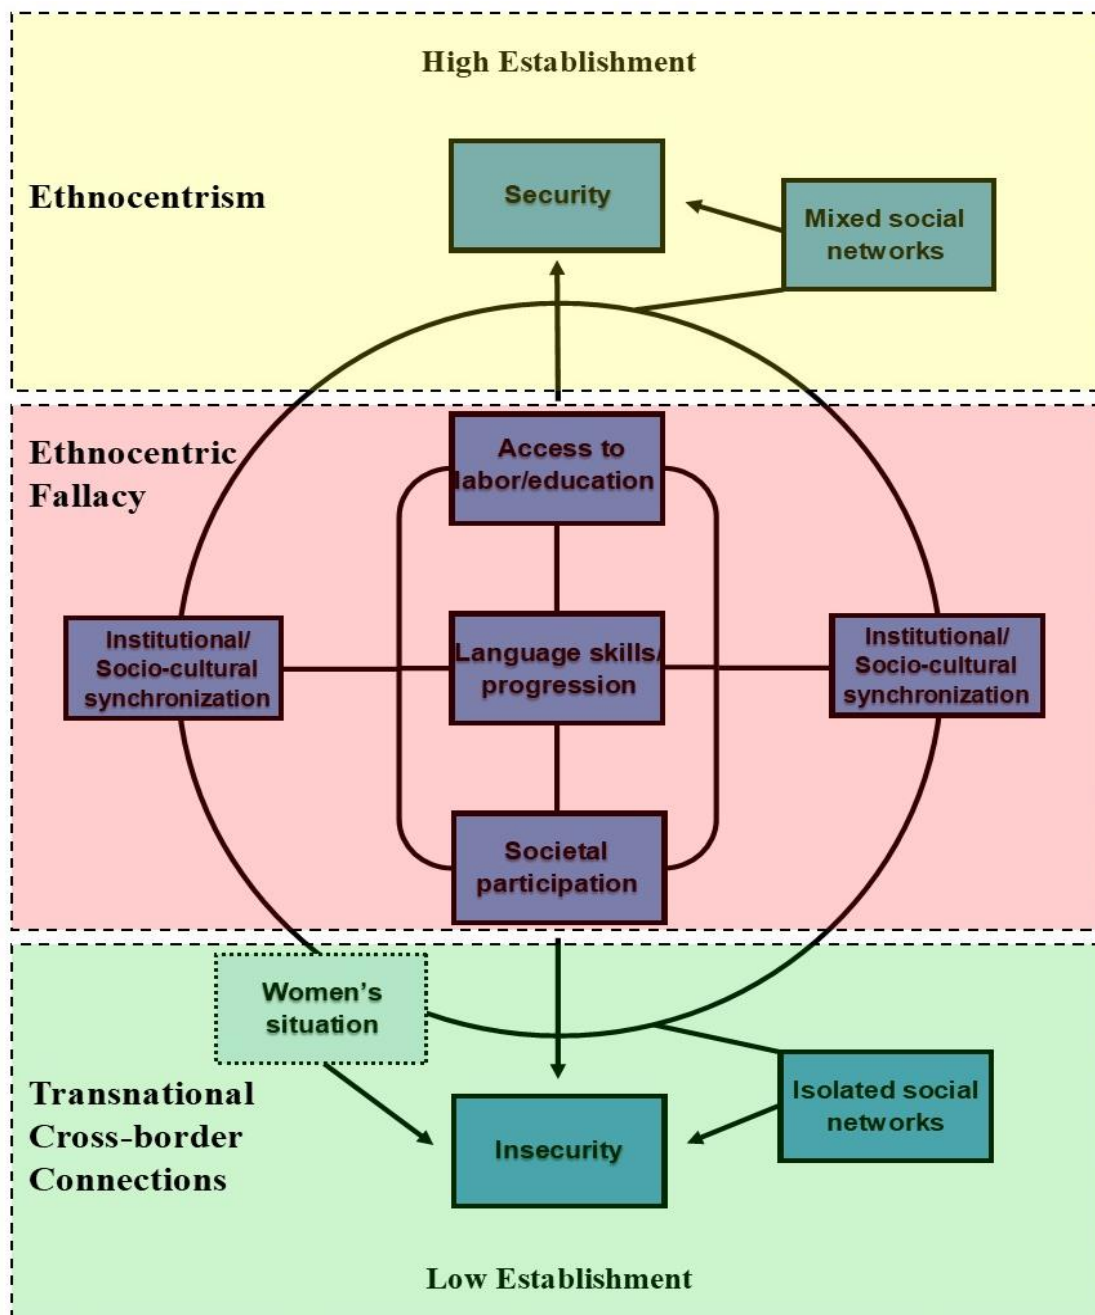 High Establishment
Ethnocentrism
Security
Mixed social
networks
Ethnocentric
Fallacy
Access to
labor/education
Institutional/
Socio-cultural
synchronization
Language skills/
progression
Institutional/
Socio-cultural
synchronization
Societal
participation
Women’s
situation
Transnational
Cross-border
Connections
Insecurity
Isolated social
networks
Low Establishment